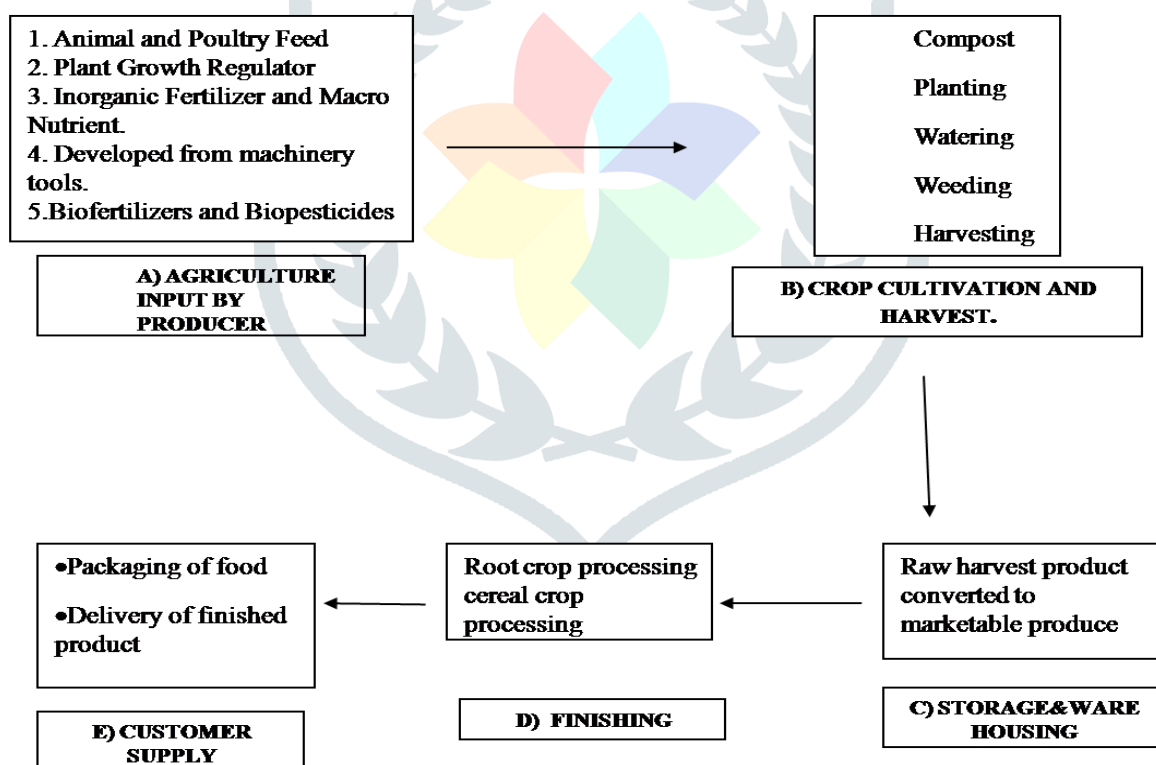 1. Animal and Poultry Feed
2. Plant Growth Regulator
3. Inorganic Fertilizer and Macro
Nutrient.
4. Developed from machinery
tools.
5.Biofertilizers and Biopesticides
A) AGRICULTURE
INPUT BY
PRODUCER
Compost
Planting
Watering
Weeding
Harvesting
B) CROP CULTIVATION AND
HARVEST.
Raw harvest product
converted to
marketable produce
C) STORAGE&WARE
HOUSING
Root crop processing
cereal crop
processing
D) FINISHING
•Packaging of food
•Delivery of finished
product
E) CUSTOMER
SUPPLY